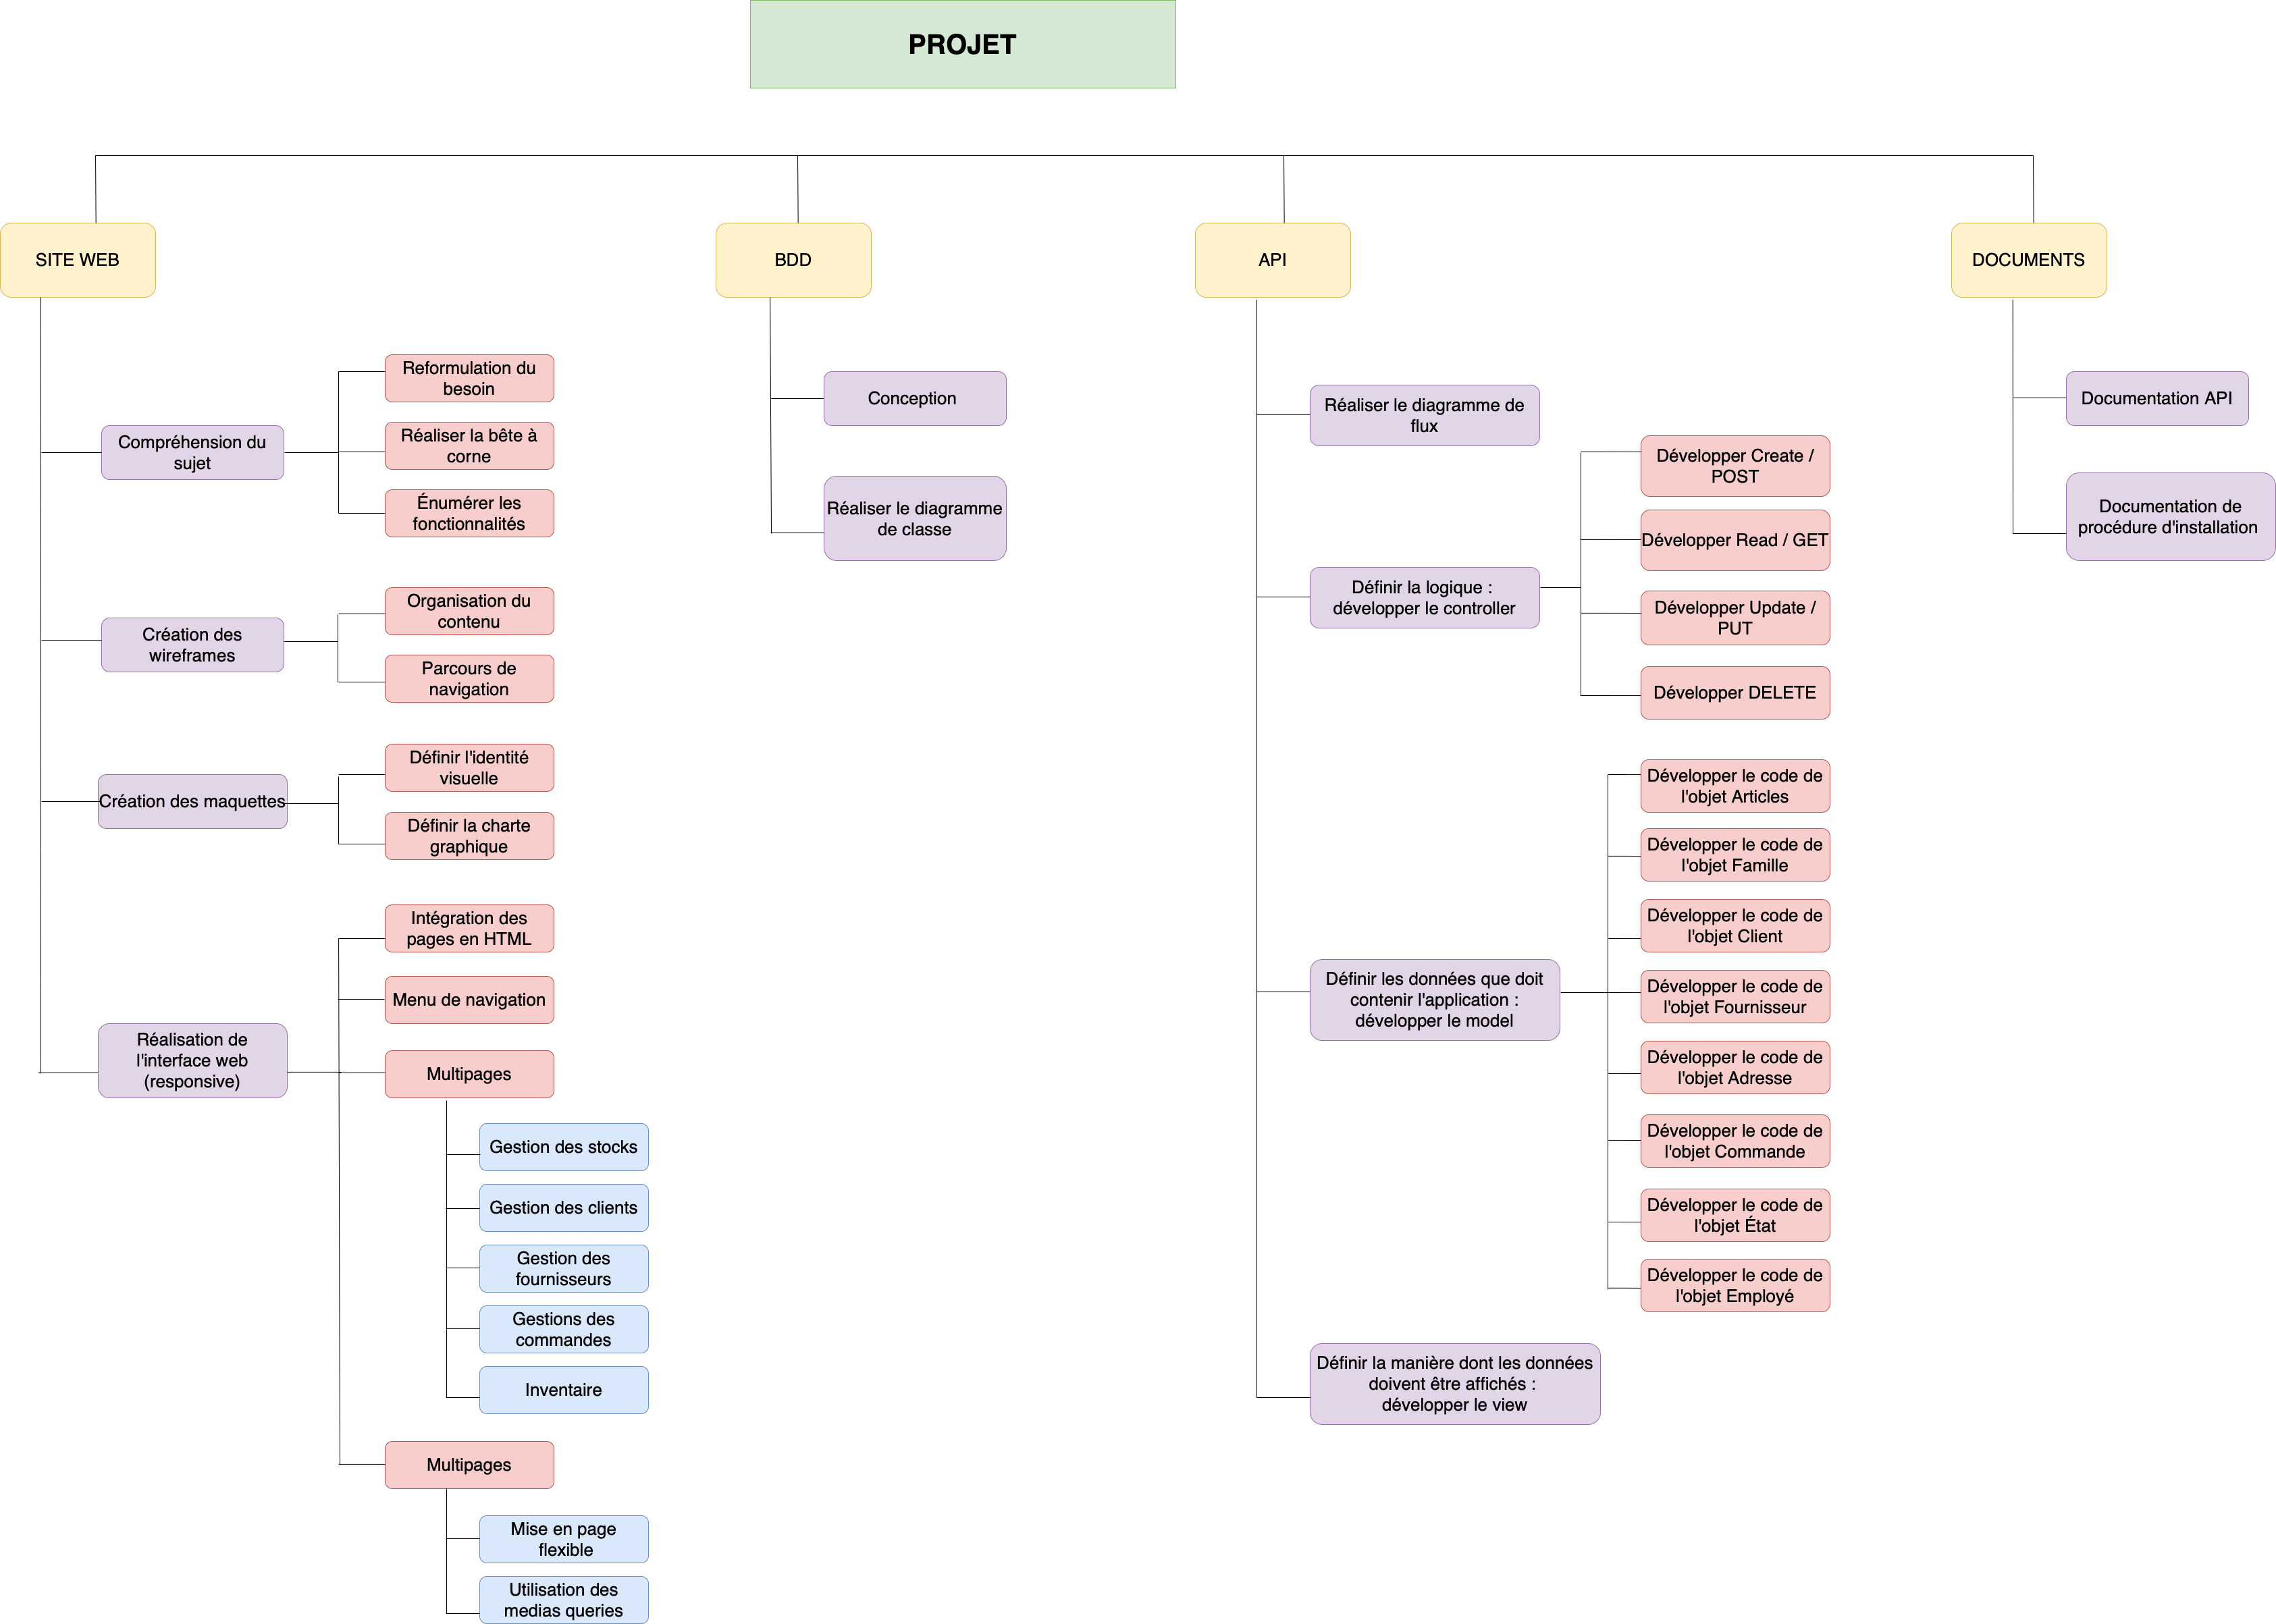 PROJET
SITE WEB
BDD
API
DOCUMENTS
Compréhension du
sujet
Reformulation du
besoin
Réaliser la bête à
corne
Énumérer les
fonctionnalités
Création des
wireframes
Organisation du
contenu
Parcours de
navigation
Création des maquettes
Définir l'identité
visuelle
Définir la charte
graphique
Réalisation de
l'interface web
(responsive)
Intégration des
pages en HTML
Menu de navigation
Multipages
Gestion des stocks
Gestion des clients
Gestion des
fournisseurs
Gestions des
commandes
Inventaire
Multipages
Mise en page
flexible
Utilisation des
medias queries
Conception
Réaliser le diagramme
de classe
Réaliser le diagramme de
flux
Définir la logique :
développer le controller
Développer Create /
POST
Développer Read / GET
Développer Update /
PUT
Développer DELETE
Définir les données que doit
contenir l'application :
développer le model
Développer le code de
l'objet Articles
Développer le code de
l'objet Famille
Développer le code de
l'objet Client
Développer le code de
l'objet Fournisseur
Développer le code de
l'objet Adresse
Développer le code de
l'objet Commande
Développer le code de
l'objet État
Développer le code de
l'objet Employé
Définir la manière dont les données
doivent être affichés :
développer le view
Documentation API
Documentation de
procédure d'installation